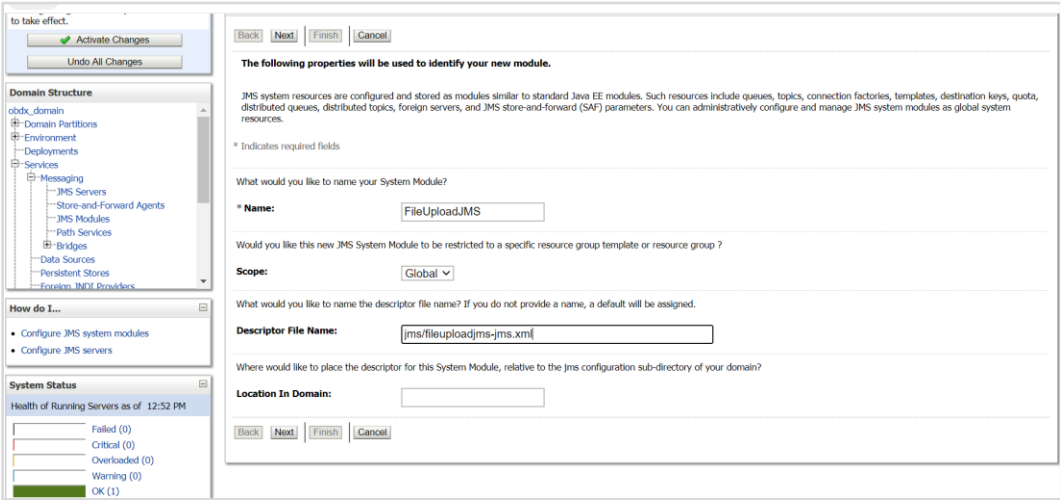 to take effect.
Activate Changes
Undo All Changes
Domain Structure
obdx_domain
Domain Partitions
Environment
Deployments
Services
Messaging
JMS Servers
Store-and-Forward Agents
JMS Modules
Path Services
Bridges
Data Sources
Persistent Stores
Foreign JNDI Providers
How do I...
Configure JMS system modules
Configure JMS servers
System Status
Health of Running Servers as of 12:52 PM
Failed (0)
Critical (0)
Overloaded (0)
Warning (0)
OK (1)
Back Next Finish Cancel
The following properties will be used to identify your new module.
JMS system resources are configured and stored as modules similar to standard Java EE modules. Such resources include queues, topics, connection factories, templates, destination keys, quota,
distributed queues, distributed topics, foreign servers, and JMS store-and-forward (SAF) parameters. You can administratively configure and manage JMS system modules as global system
resources.
* Indicates required fields
What would you like to name your System Module?
* Name: FileUploadJMS
Would you like this new JMS System Module to be restricted to a specific resource group template or resource group ?
Scope: Global
What would you like to name the descriptor file name? If you do not provide a name, a default will be assigned.
Descriptor File Name: jms/fileuploadjms-jms.xml
Where would like to place the descriptor for this System Module, relative to the jms configuration sub-directory of your domain?
Location In Domain:
Back Next Finish Cancel